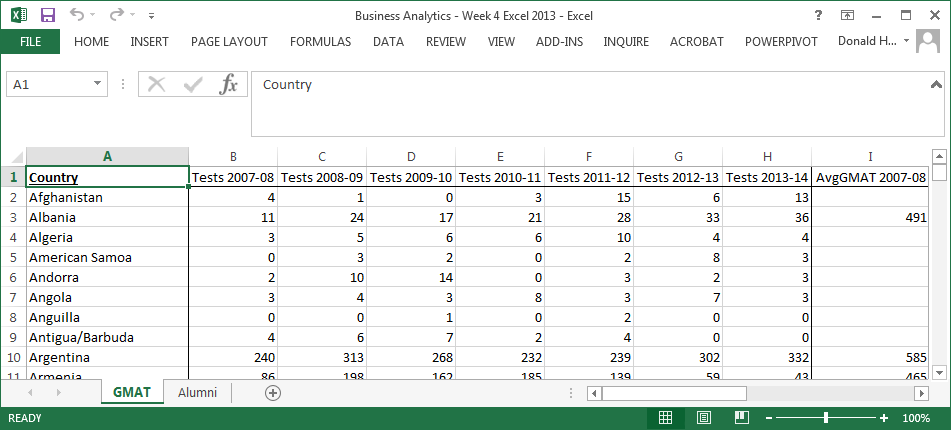 Business Analytics - Week 4 Excel 2013 - Excel
FILE HOME INSERT PAGE LAYOUT FORMULAS DATA REVIEW VIEW ADD-INS INQUIRE ACROBAT POWERPIVOT Donald H...
A1 fx Country
A B C D E F G H I
1 Country Tests 2007-08 Tests 2008-09 Tests 2009-10 Tests 2010-11 Tests 2011-12 Tests 2012-13 Tests 2013-14 AvgGMAT 2007-08
2 Afghanistan 4 1 0 3 15 6 13
3 Albania 11 24 17 21 28 33 36 491
4 Algeria 3 5 6 6 10 4 4
5 American Samoa 0 3 2 0 2 8 3
6 Andorra 2 10 14 0 3 2 3
7 Angola 3 4 3 8 3 7 3
8 Anguilla 0 0 1 0 2 0 0
9 Antigua/Barbuda 4 6 7 2 4 0 0
10 Argentina 240 313 268 232 239 302 332 585
11 Armenia 86 198 162 185 139 59 43 465
GMAT Alumni
READY 100%